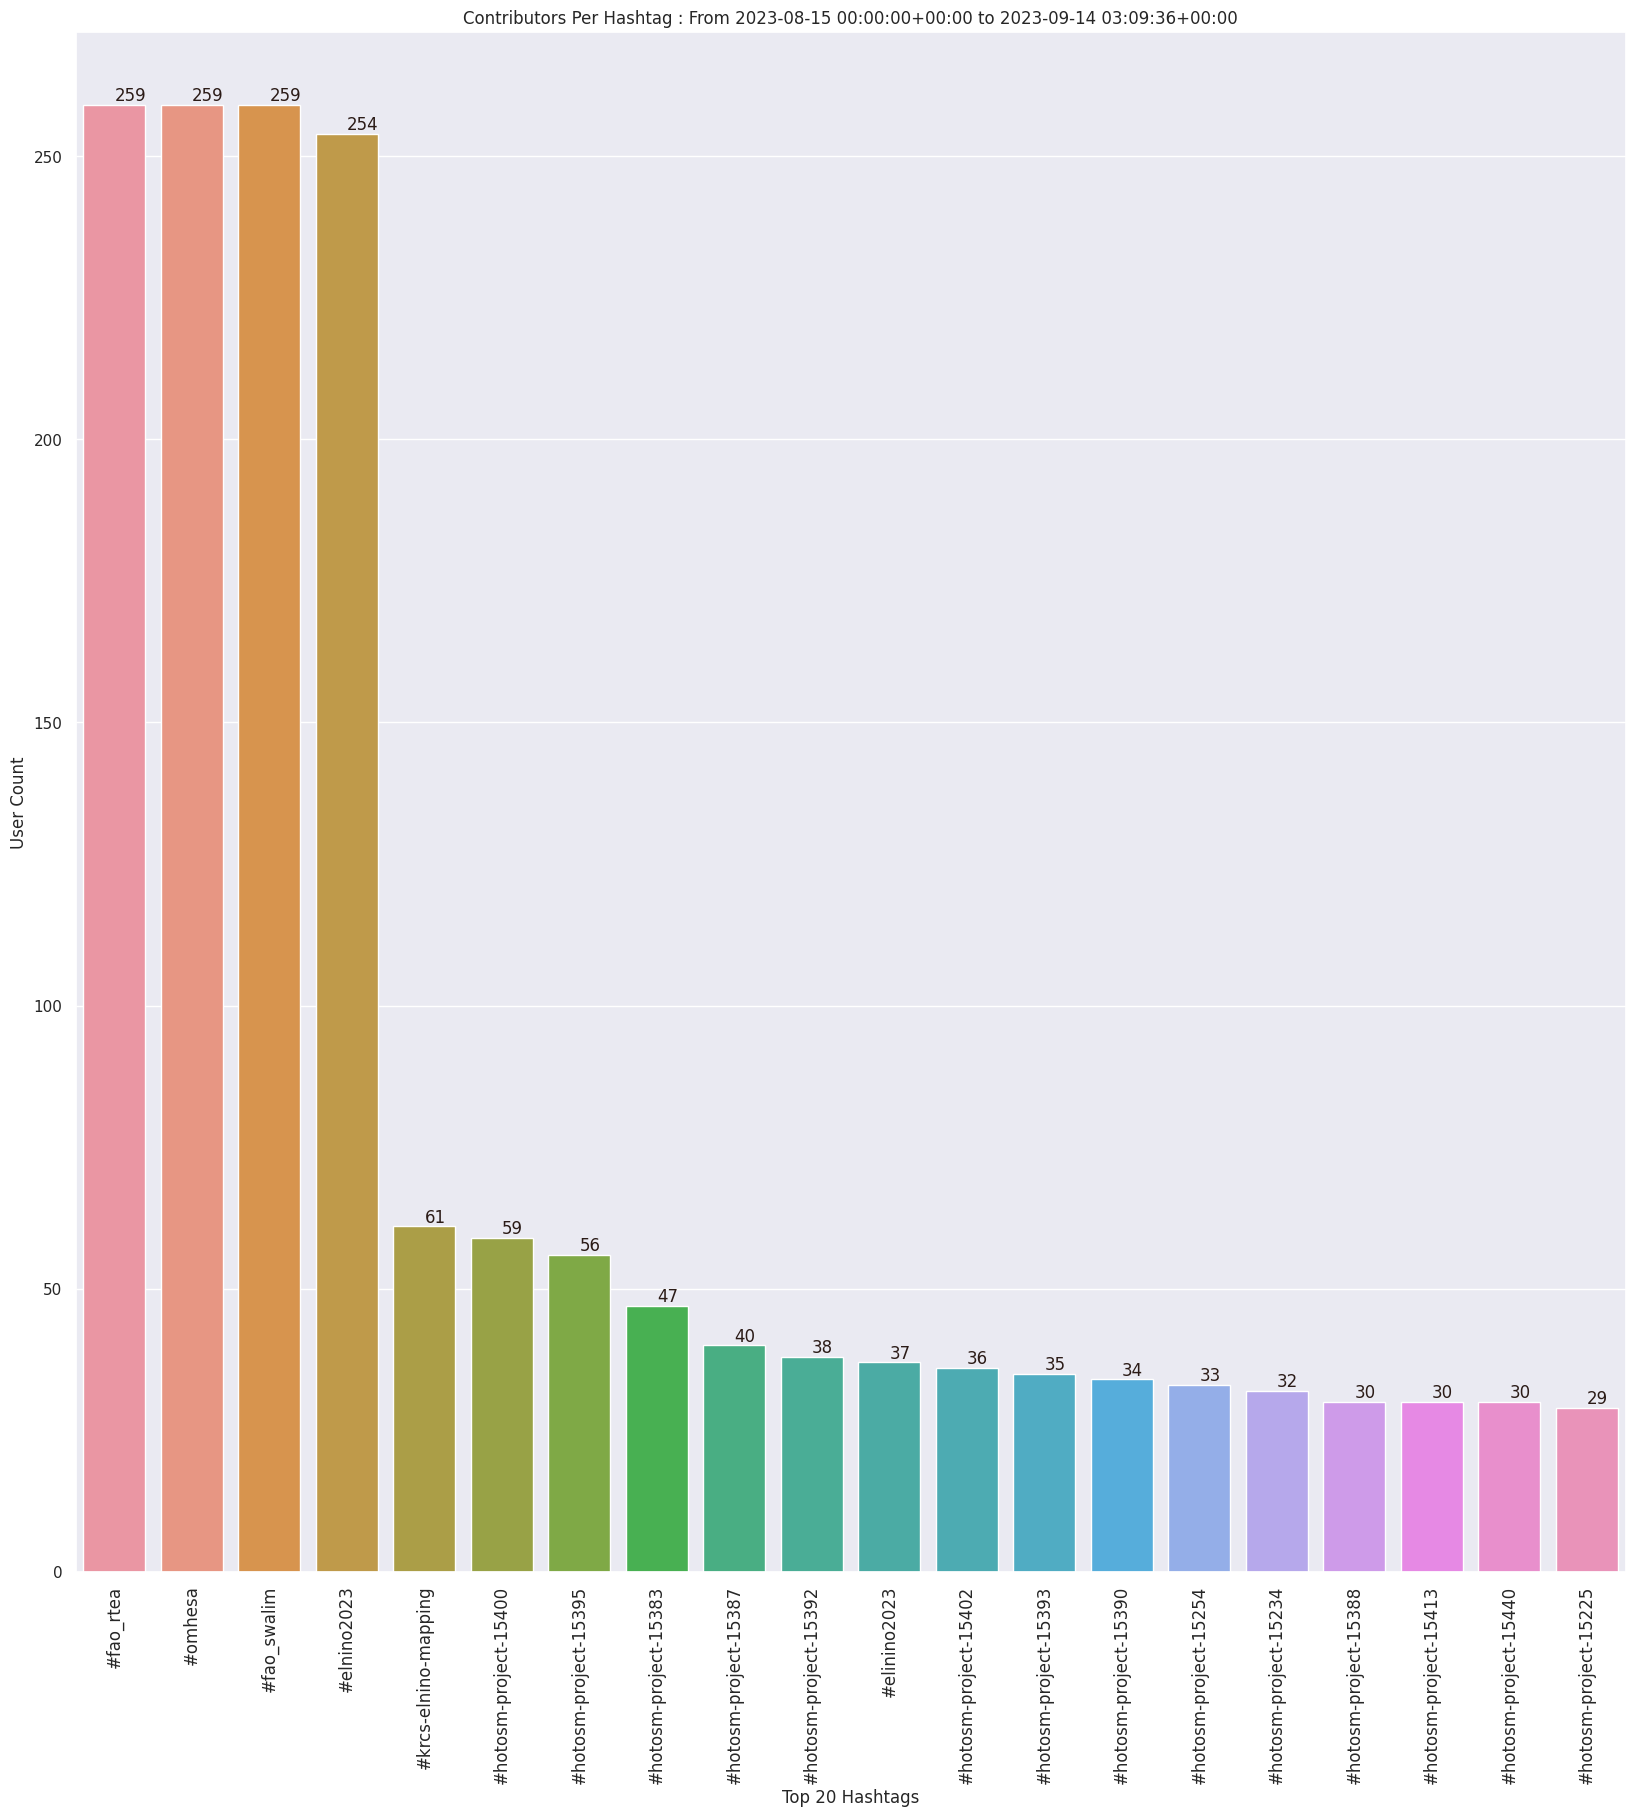 Contributors Per Hashtag : From 2023-08-15 00:00:00+00:00 to 2023-09-14 03:09:36+00:00
User Count
250
200
150
100
50
0
259
259
259
254
61
59
56
47
40
38
37
36
35
34
33
32
30
30
30
29
#fao_rtea
#omhesa
#fao_swalim
#elnino2023
#krcs-elnino-mapping
#hotosm-project-15400
#hotosm-project-15395
#hotosm-project-15383
#hotosm-project-15387
#hotosm-project-15392
#elinino2023
#hotosm-project-15402
#hotosm-project-15393
#hotosm-project-15390
#hotosm-project-15254
#hotosm-project-15234
#hotosm-project-15388
#hotosm-project-15413
#hotosm-project-15440
#hotosm-project-15225
Top 20 Hashtags